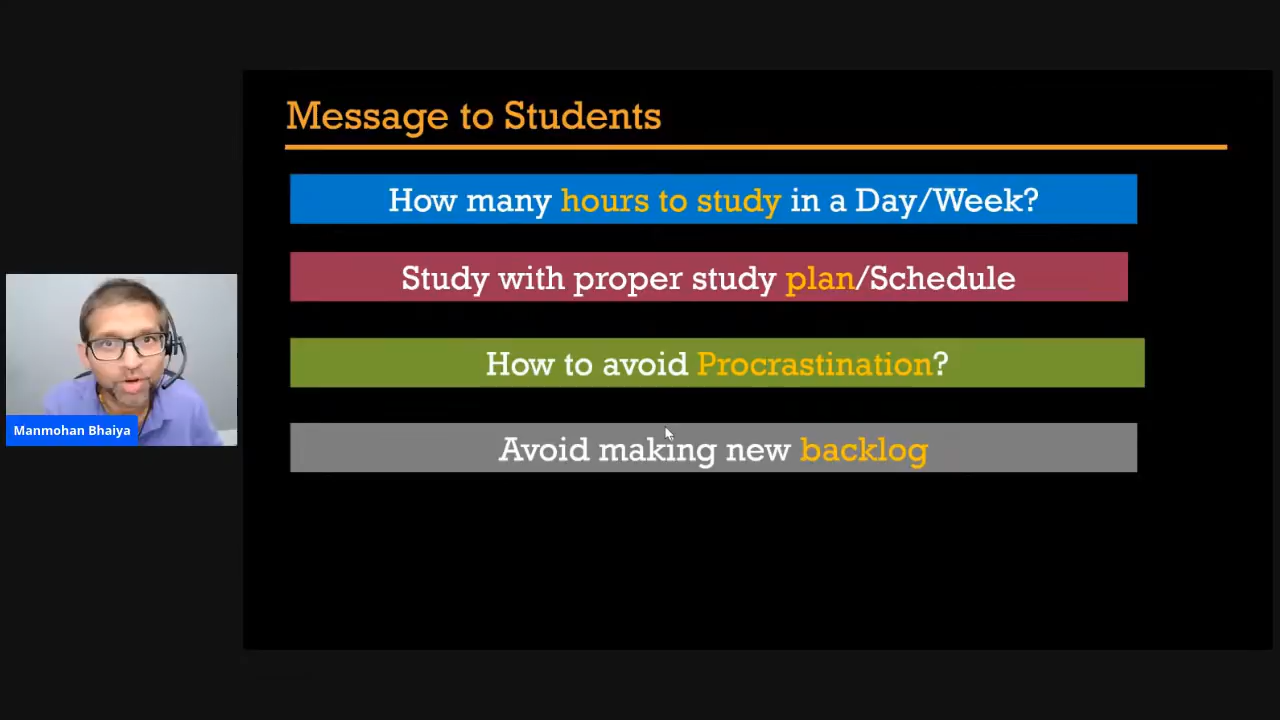 Message to Students
How many hours to study in a Day/Week?
Study with proper study plan/Schedule
How to avoid Procrastination?
Avoid making new backlog
Manmohan Bhaiya